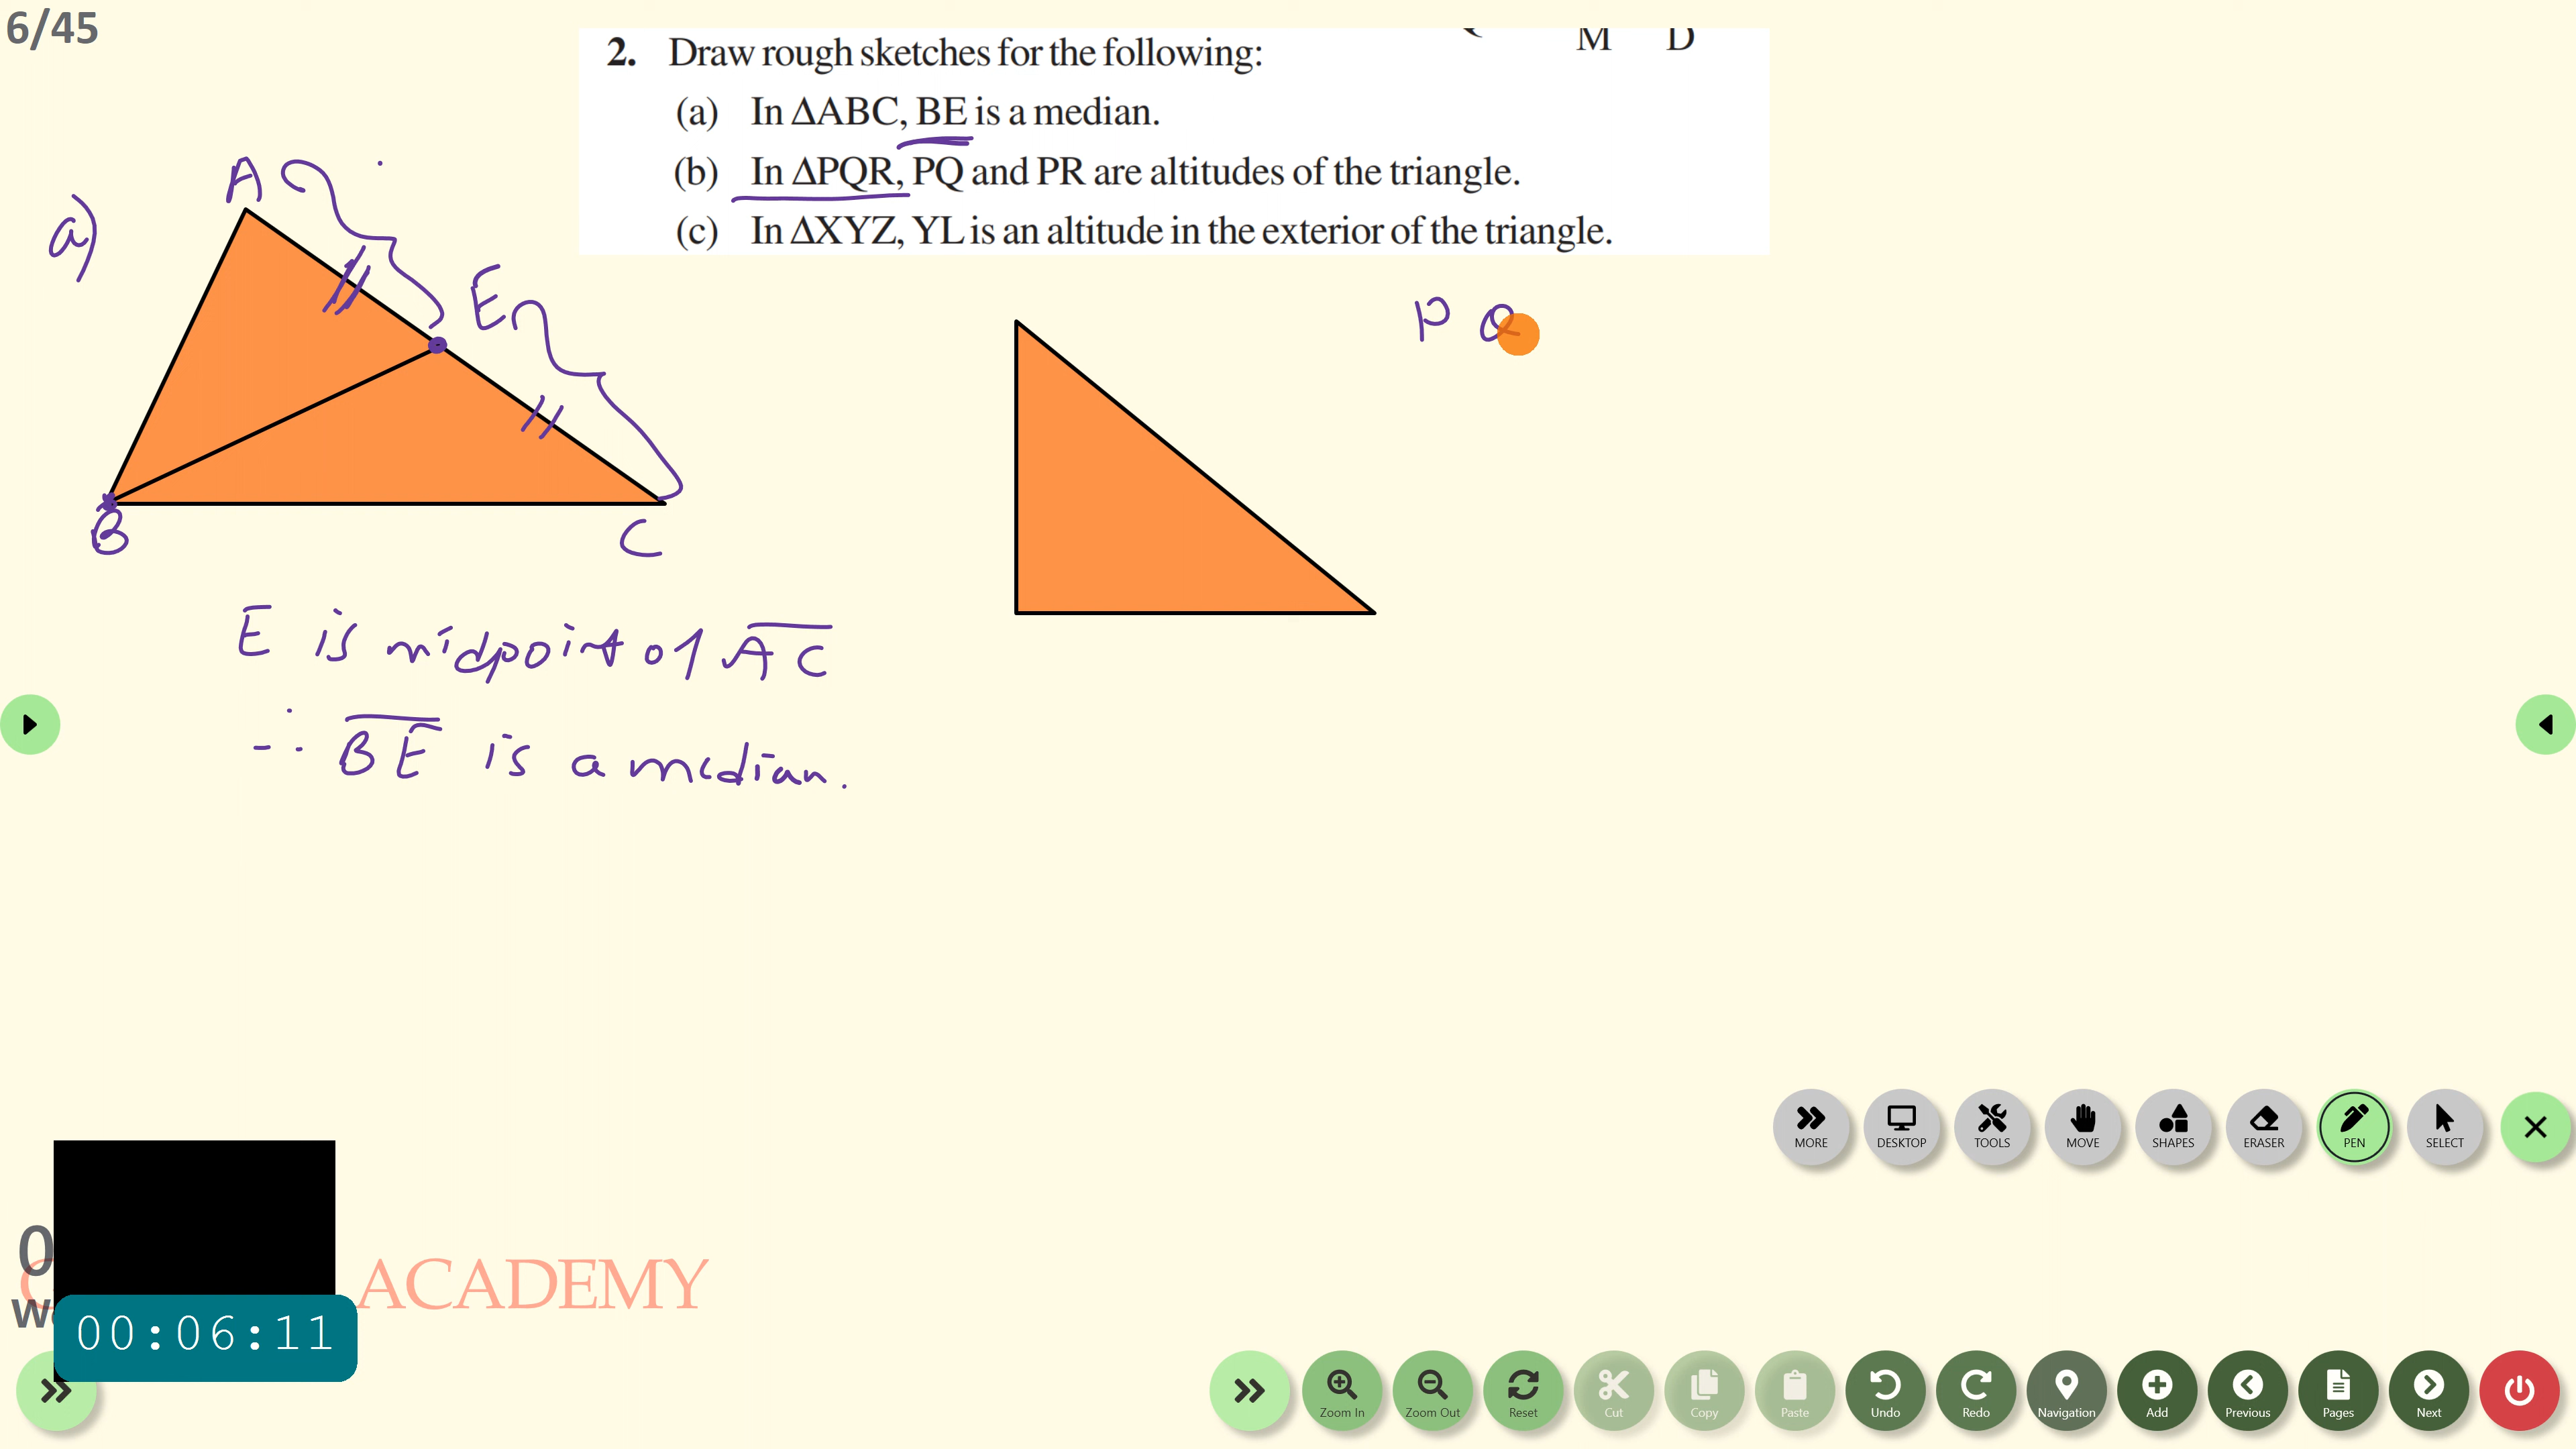 6/45
M D
2. Draw rough sketches for the following:
(a) In ΔABC, BE is a median.
(b) In ΔPQR, PQ and PR are altitudes of the triangle.
(c) In ΔXYZ, YL is an altitude in the exterior of the triangle.
a)
A
E
B
C
P Q
E is midpoint of AC
∴ BE is a median.
MORE DESKTOP TOOLS MOVE SHAPES ERASER PEN SELECT
ACADEMY
00:06:11
Zoom In Zoom Out Reset Cut Copy Paste Undo Redo Navigation Add Previous Pages Next